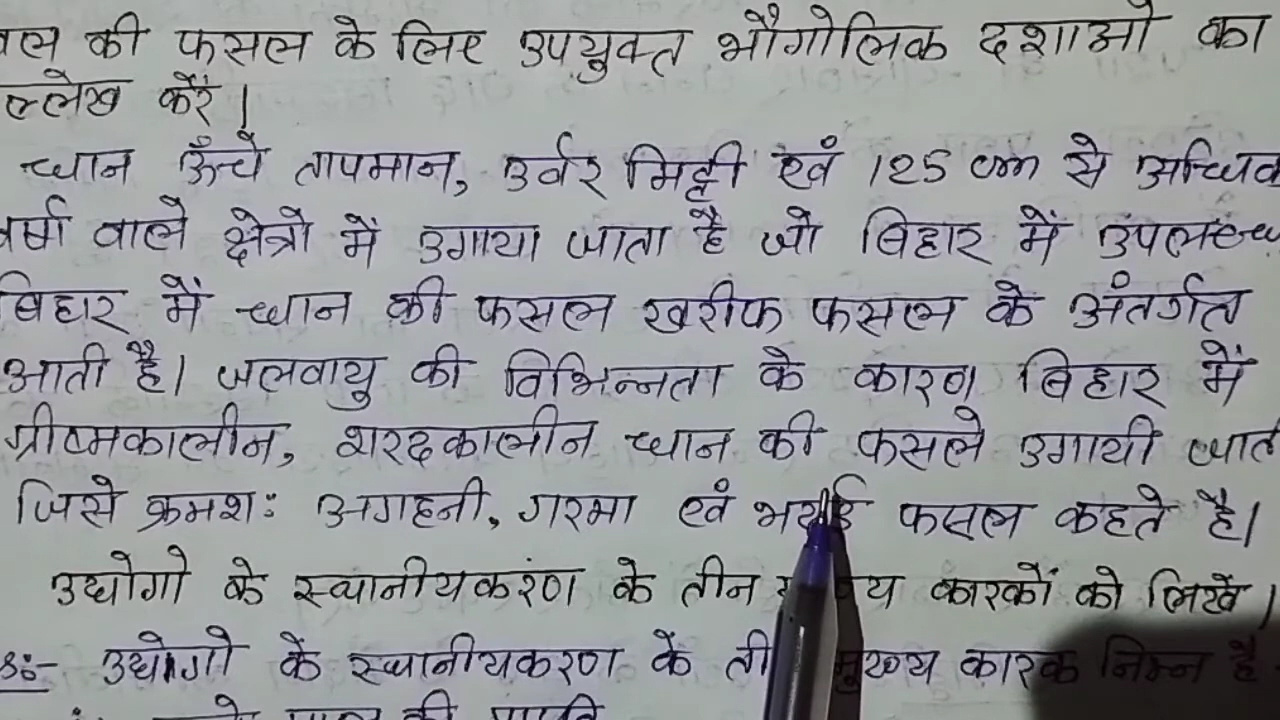 की फसल के लिए उपयुक्त भौगोलिक दशाओ का
ल्लेख करें।
धान ऊँचे तापमान, उर्वर मिट्टी एवं 125 cm से अधिक
वर्षा वाले क्षेत्रो में उगाया जाता है जो बिहार में उपलब्ध
बिहार में धान की फसल खरीफ फसल के अंतर्गत
आती है। जलवायु की विभिन्नता के कारण बिहार में
ग्रीष्मकालीन, शरदकालीन धान की फसले उगायी जात
जिसे क्रमश: अगहनी, गरमा एवं भदई फसल कहते है।
उद्योगो के स्थानीयकरण के तीन कारकों को लिखें।
उद्योगो के स्थानीयकरण के ती मुख्य कारक निम्न है